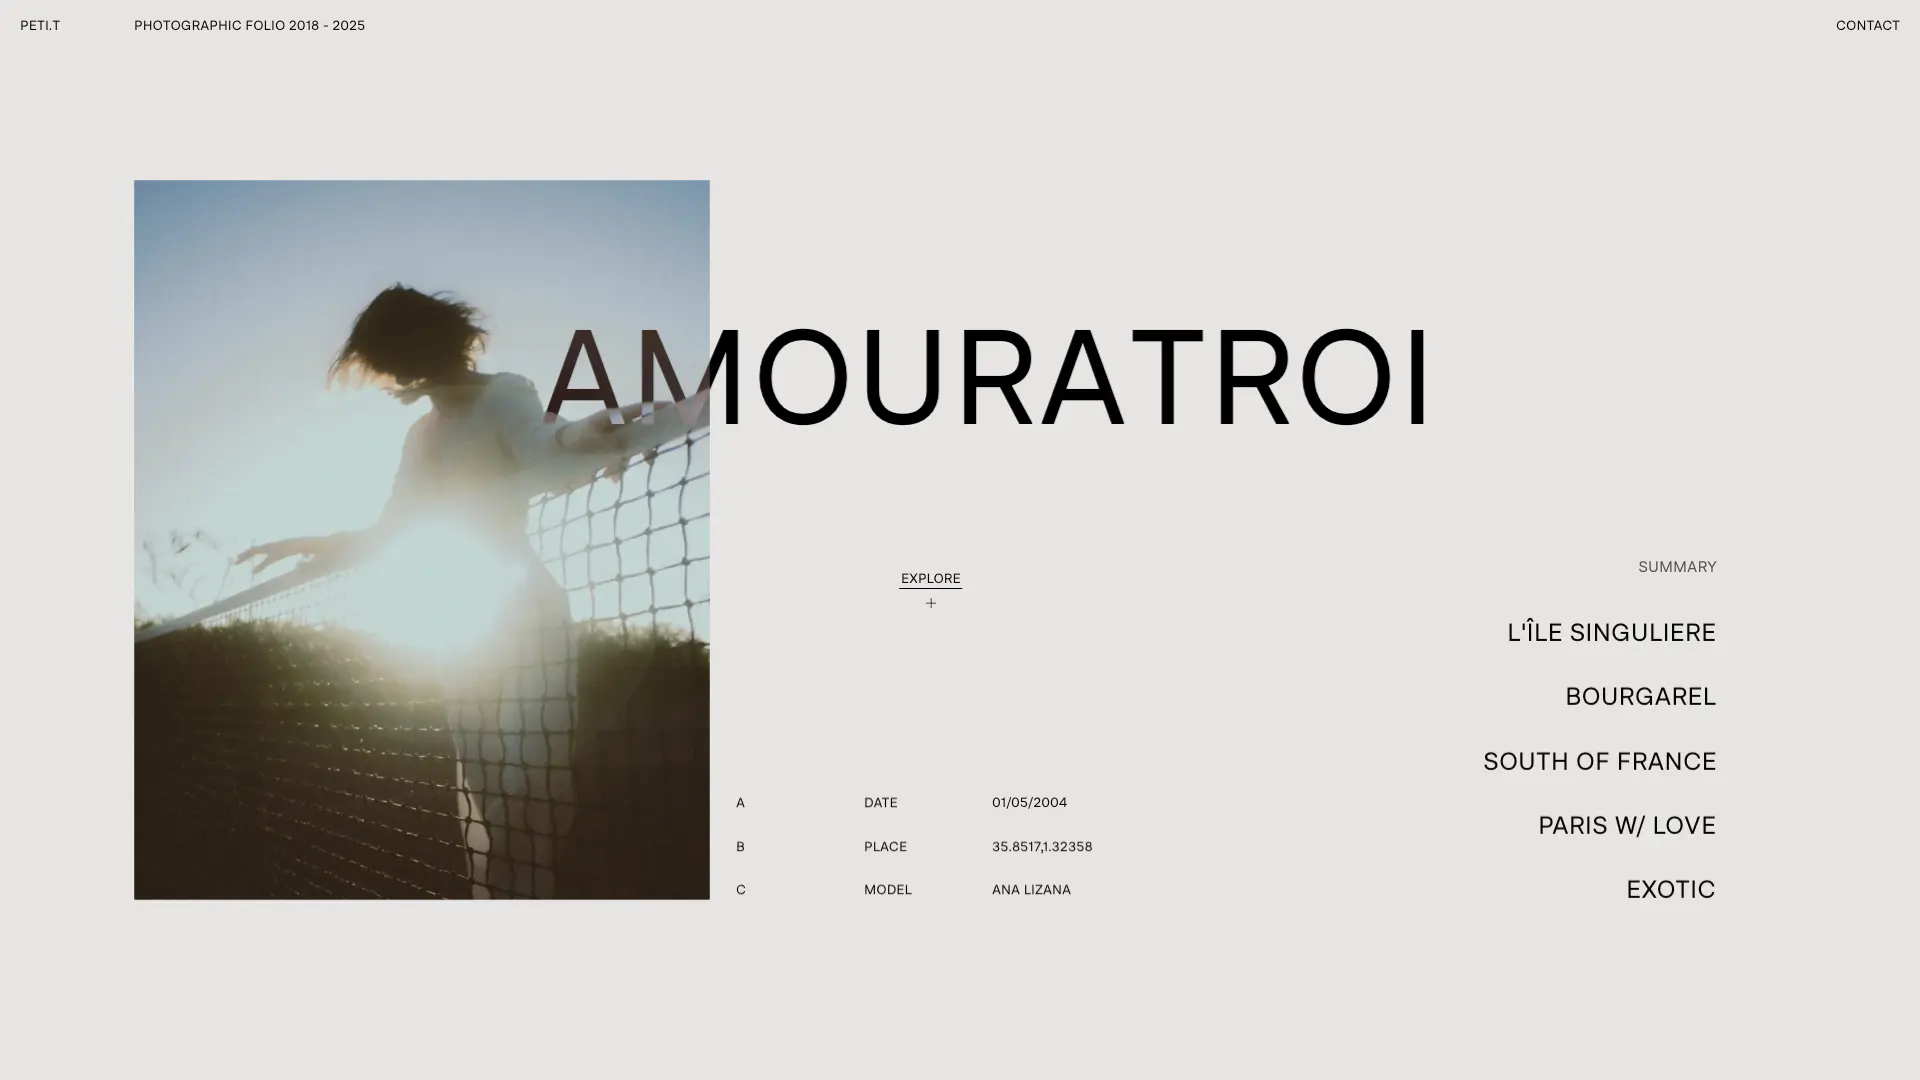 PETI.T
PHOTOGRAPHIC FOLIO 2018 - 2025
CONTACT
AMOURATROI
EXPLORE
+
A DATE 01/05/2004
B PLACE 35.8517,1.32358
C MODEL ANA LIZANA
SUMMARY
L'ÎLE SINGULIERE
BOURGAREL
SOUTH OF FRANCE
PARIS W/ LOVE
EXOTIC